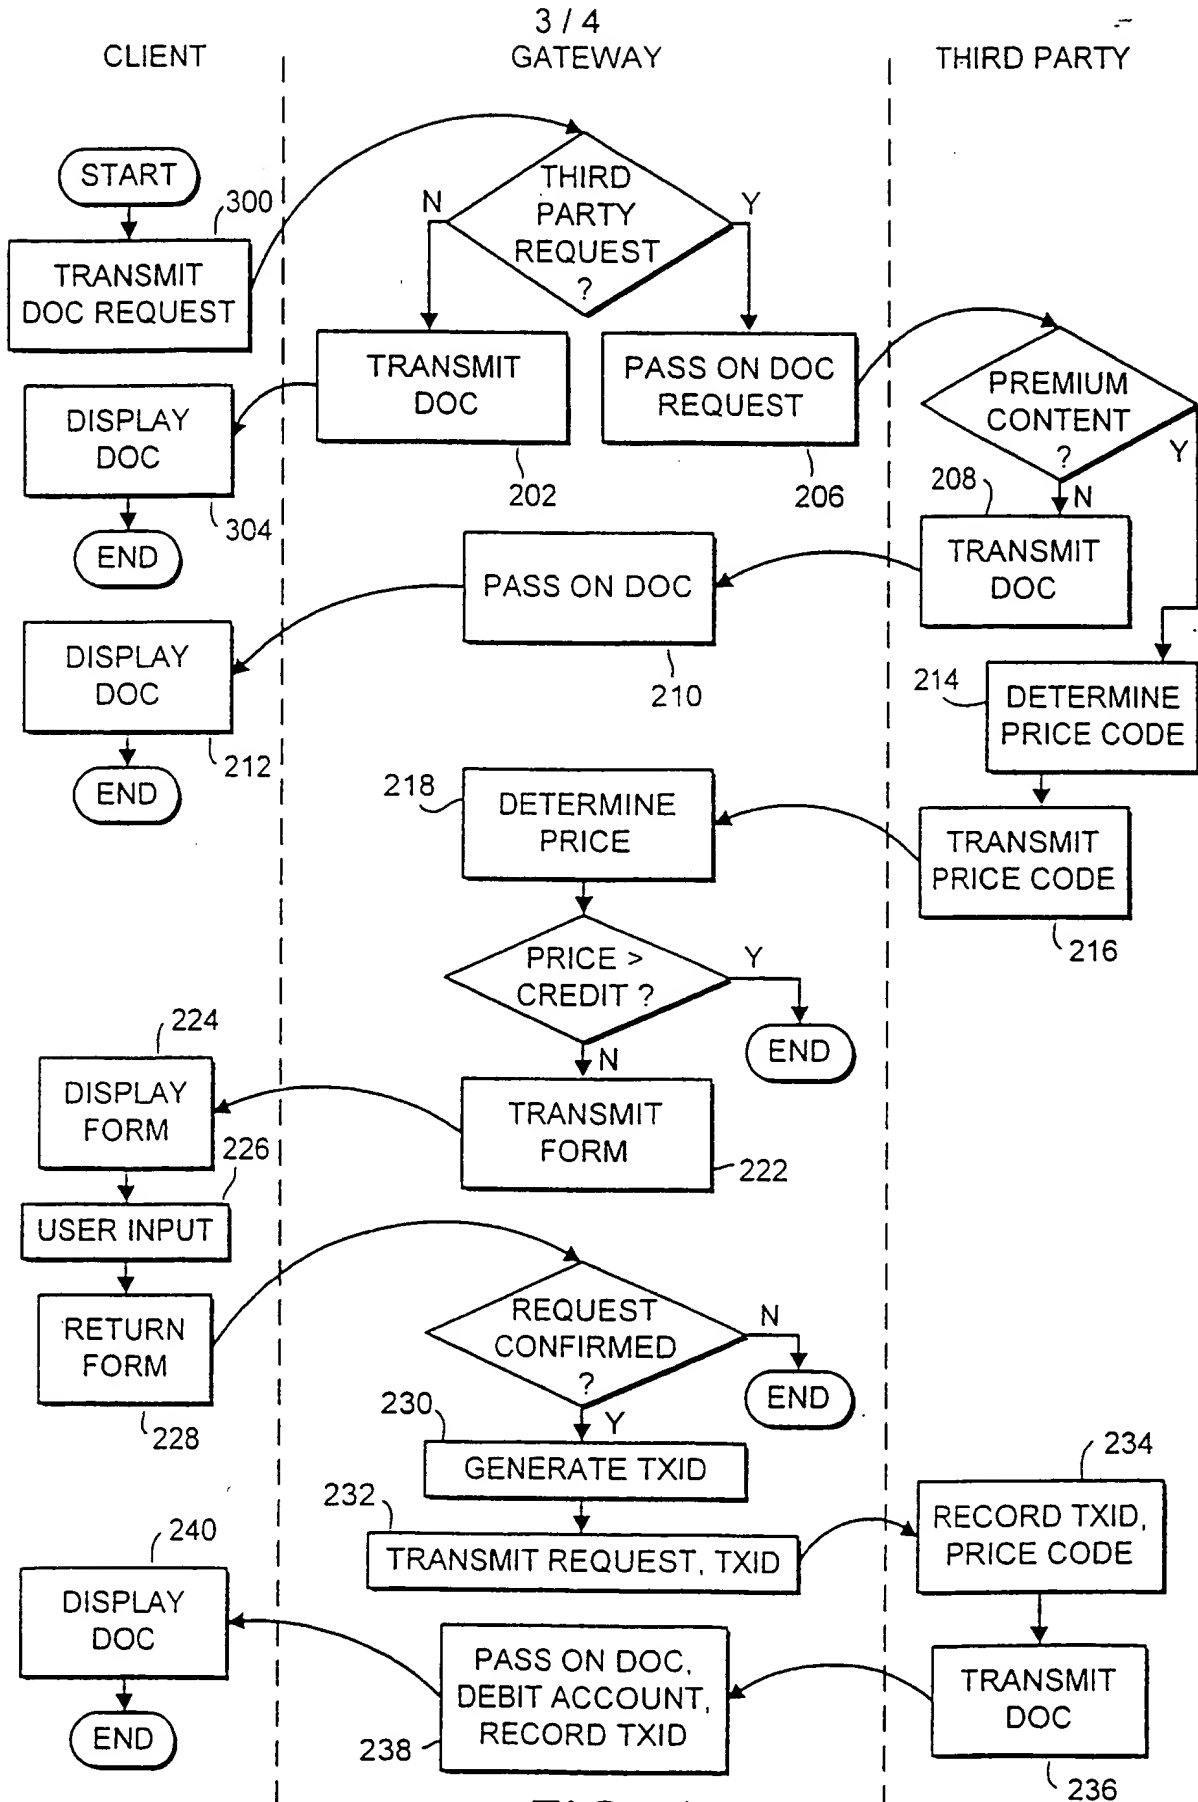 3 / 4
CLIENT
GATEWAY
THIRD PARTY
START
300
TRANSMIT
DOC REQUEST
THIRD
PARTY
REQUEST
?
N
Y
TRANSMIT
DOC
202
PASS ON DOC
REQUEST
206
PREMIUM
CONTENT
?
Y
N
DISPLAY
DOC
304
END
208
TRANSMIT
DOC
PASS ON DOC
210
DISPLAY
DOC
212
END
214
DETERMINE
PRICE CODE
TRANSMIT
PRICE CODE
216
218
DETERMINE
PRICE
PRICE >
CREDIT ?
Y
END
N
TRANSMIT
FORM
222
224
DISPLAY
FORM
226
USER INPUT
RETURN
FORM
228
REQUEST
CONFIRMED
?
N
END
Y
230
GENERATE TXID
232
TRANSMIT REQUEST, TXID
234
RECORD TXID,
PRICE CODE
TRANSMIT
DOC
236
PASS ON DOC,
DEBIT ACCOUNT,
RECORD TXID
238
240
DISPLAY
DOC
END